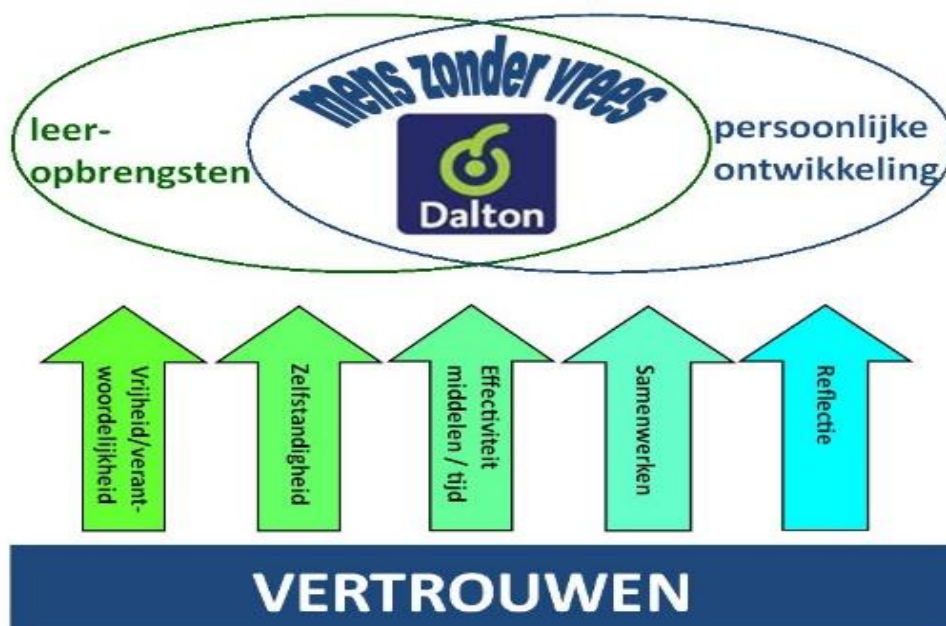 mens zonder vrees
leer-
opbrengsten
persoonlijke
ontwikkeling
Dalton
Vrijheid/verant-
woordelijkheid
Zelfstandigheid
Effectiviteit
middelen / tijd
Samenwerken
Reflectie
VERTROUWEN